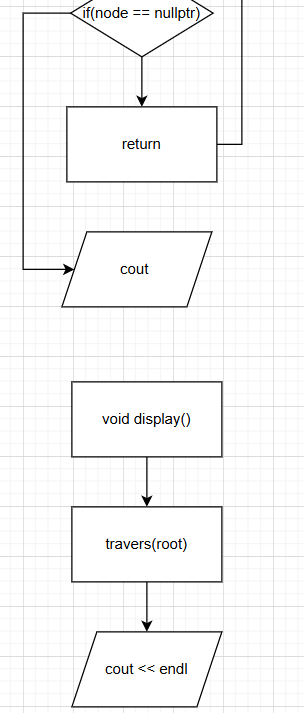 if(node == nullptr)
return
cout
void display()
travers(root)
cout << endl